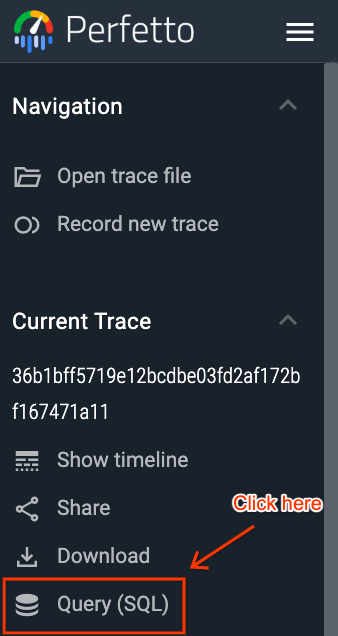 Perfetto
Navigation
Open trace file
Record new trace
Current Trace
36b1bff5719e12bcdbe03fd2af172b
f167471a11
Show timeline
Share
Click here
Download
Query (SQL)